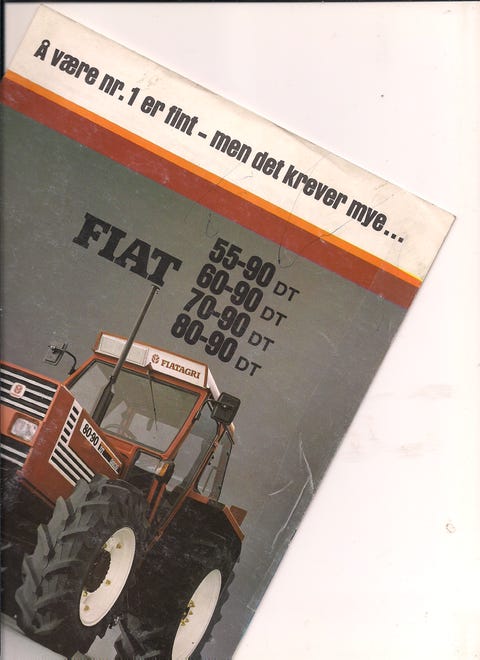 Å være nr. 1 er fint – men det krever mye...
FIAT
55-90 DT
60-90 DT
70-90 DT
80-90 DT
FIATAGRI
80-90